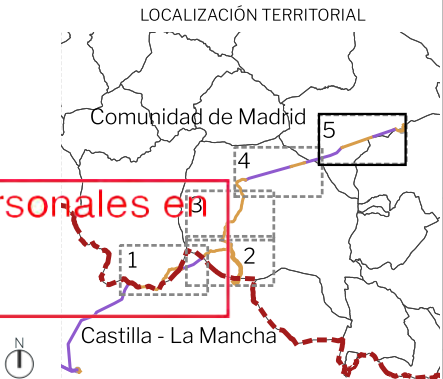 LOCALIZACIÓN TERRITORIAL
Comunidad de Madrid
5
4
rsonales en
3
1
2
Castilla - La Mancha
N